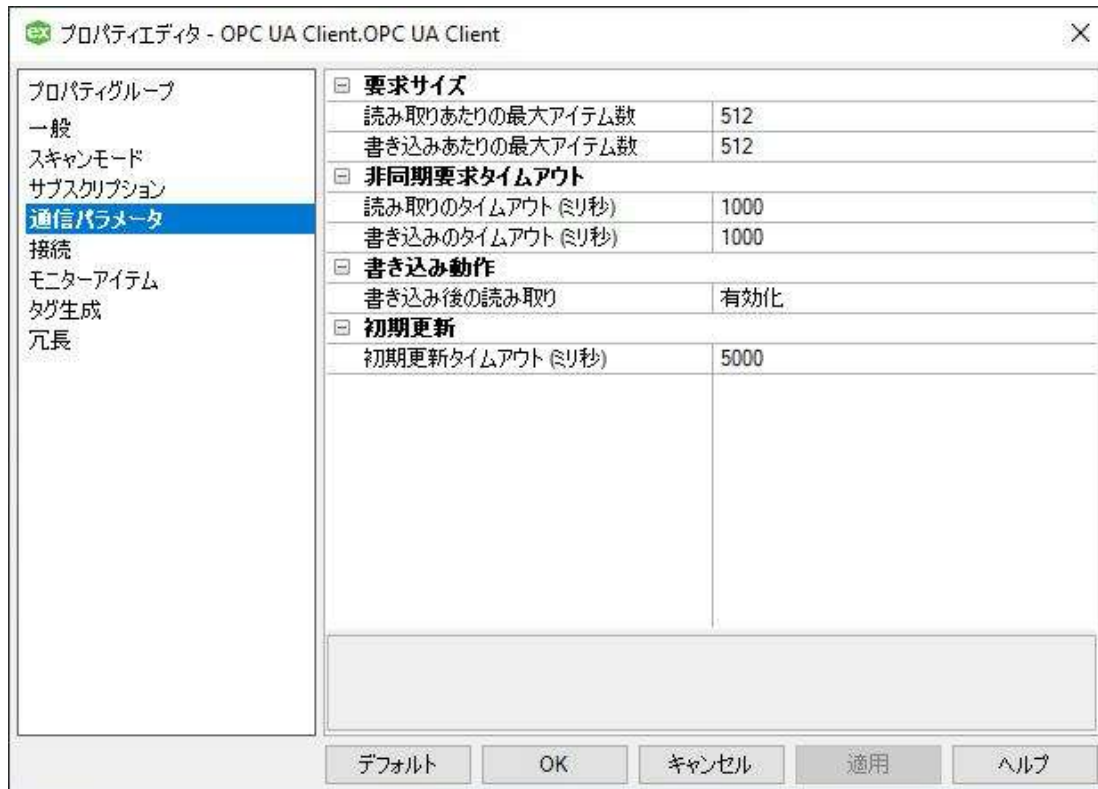 ex プロパティエディタ - OPC UA Client.OPC UA Client
プロパティグループ
一般
スキャンモード
サブスクリプション
通信パラメータ
接続
モニターアイテム
タグ生成
冗長
要求サイズ
読み取りあたりの最大アイテム数 512
書き込みあたりの最大アイテム数 512
非同期要求タイムアウト
読み取りのタイムアウト (ミリ秒) 1000
書き込みのタイムアウト (ミリ秒) 1000
書き込み動作
書き込み後の読み取り 有効化
初期更新
初期更新タイムアウト (ミリ秒) 5000
デフォルト OK キャンセル 適用 ヘルプ